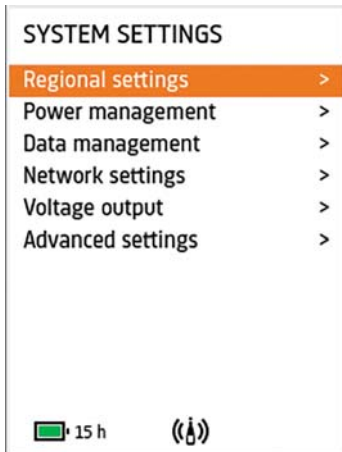 SYSTEM SETTINGS
Regional settings >
Power management >
Data management >
Network settings >
Voltage output >
Advanced settings >
15 h